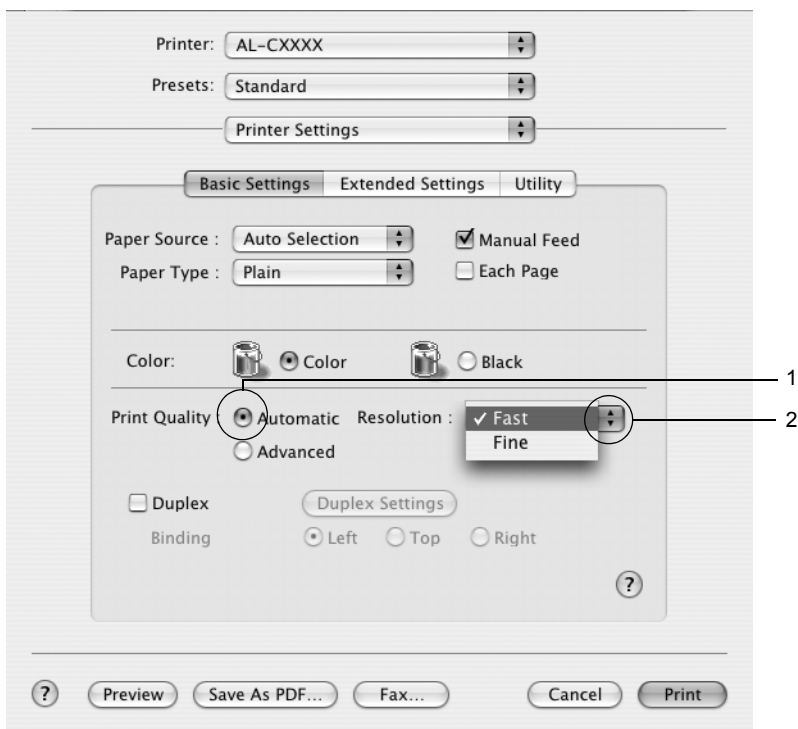 Printer: AL-CXXXX
Presets: Standard
Printer Settings
Basic Settings Extended Settings Utility
Paper Source : Auto Selection Manual Feed
Paper Type : Plain Each Page
Color: Color Black
1
Print Quality : Automatic Resolution : ✓ Fast
2
Advanced Fine
Duplex Duplex Settings
Binding Left Top Right
?
? Preview Save As PDF... Fax... Cancel Print